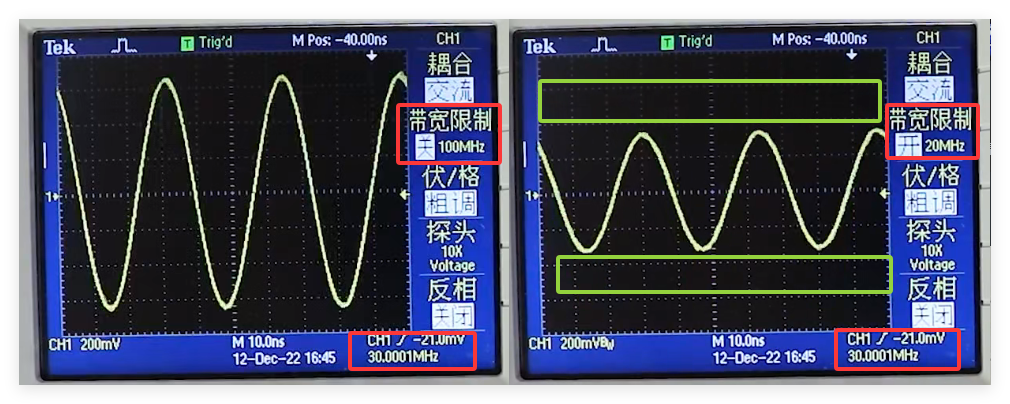 Tek
Trig'd
M Pos: -40.00ns
CH1
耦合
交流
带宽限制
关 100MHz
伏/格
粗调
探头
10X
Voltage
反相
关闭
1
CH1 200mV
M 10.0ns
CH1 -21.0mV
12-Dec-22 16:45
30.0001MHz
Tek
Trig'd
M Pos: -40.00ns
CH1
耦合
交流
带宽限制
开 20MHz
伏/格
粗调
探头
10X
Voltage
反相
关闭
1
CH1 200mVBw
M 10.0ns
CH1 -21.0mV
12-Dec-22 16:45
30.0001MHz